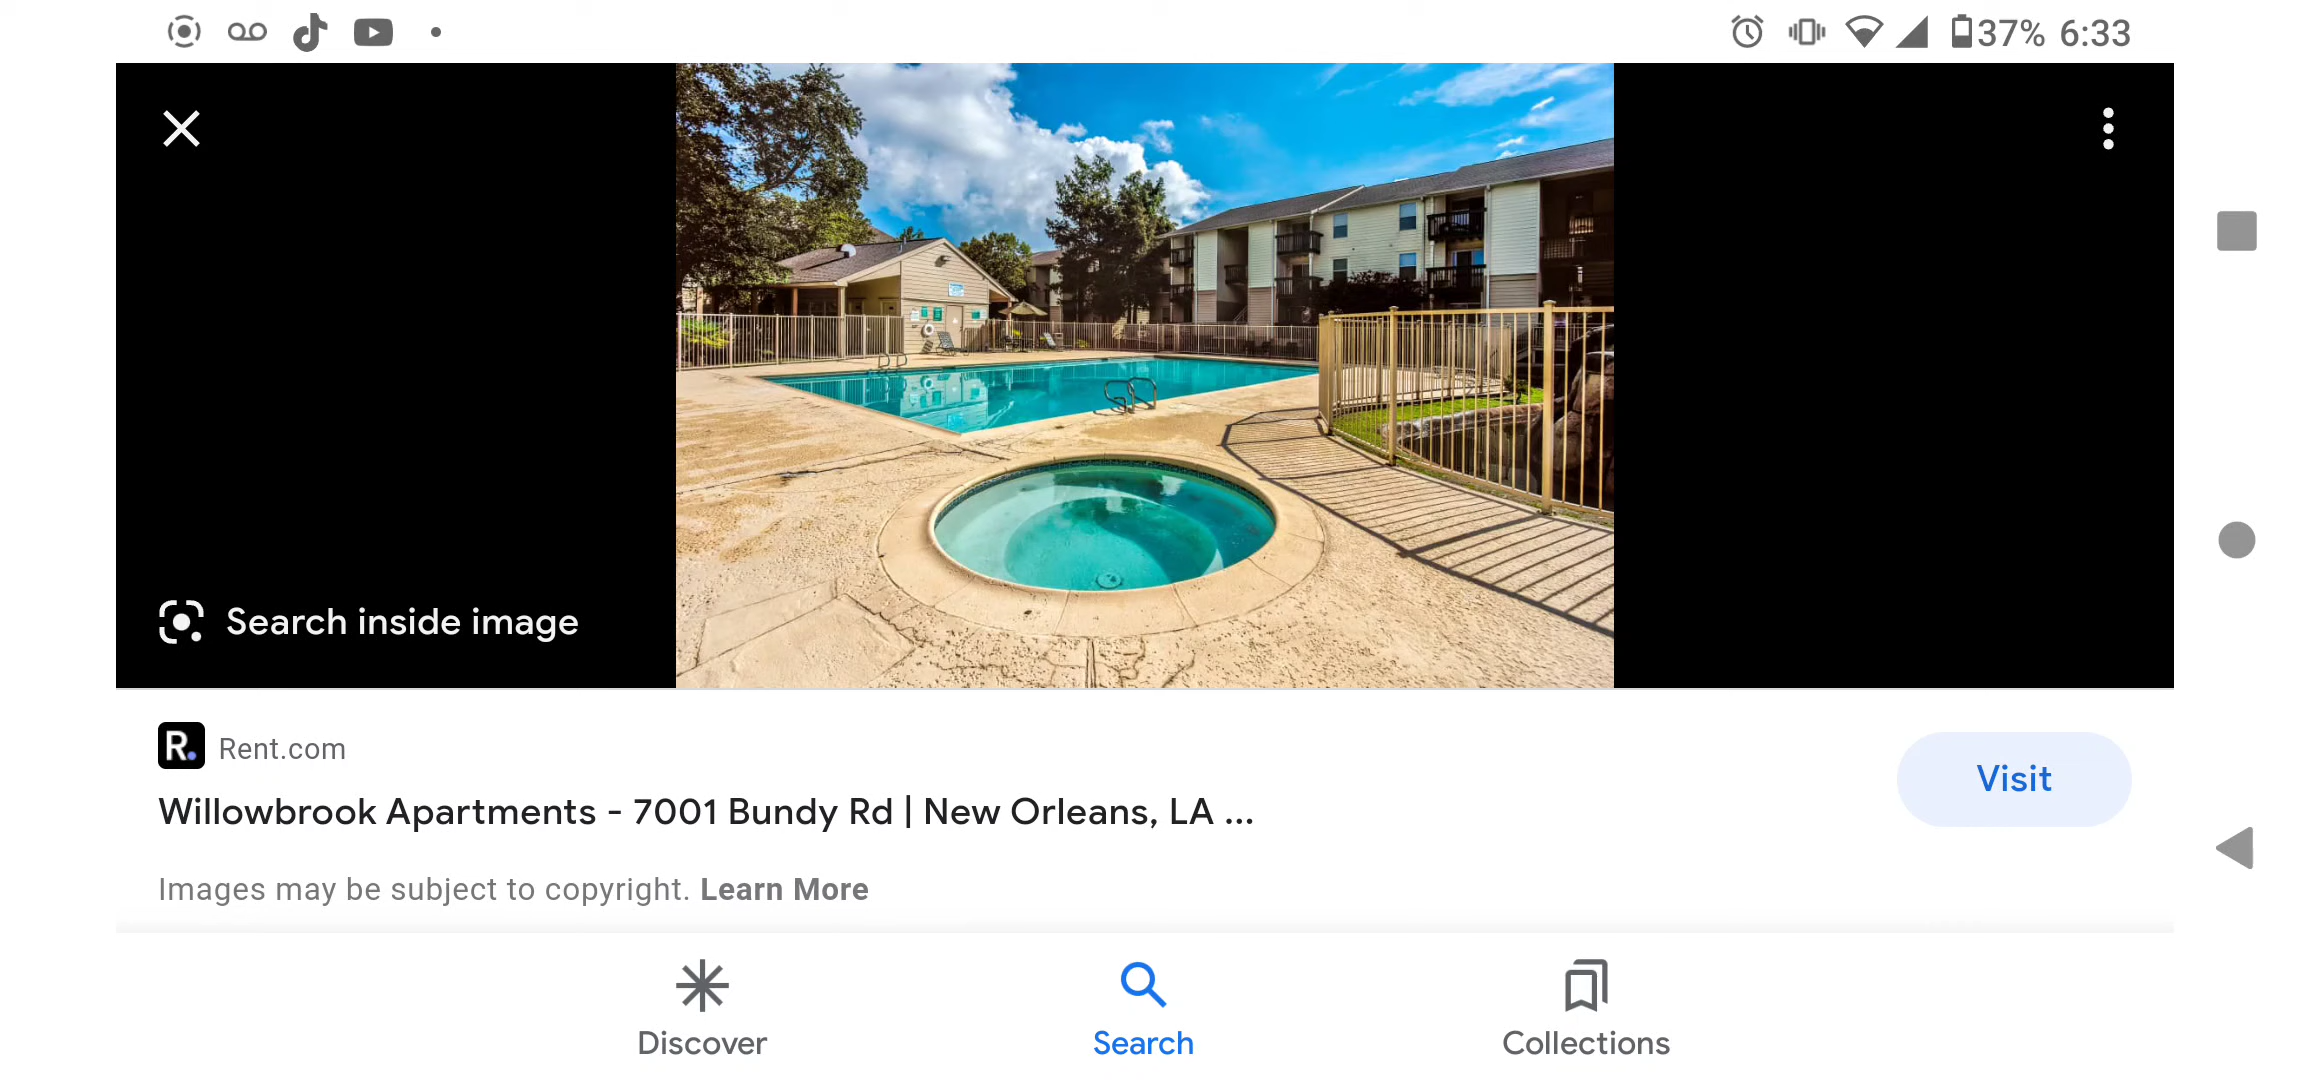 37% 6:33
Search inside image
R. Rent.com
Willowbrook Apartments - 7001 Bundy Rd | New Orleans, LA ...
Visit
Images may be subject to copyright. Learn More
Discover
Search
Collections